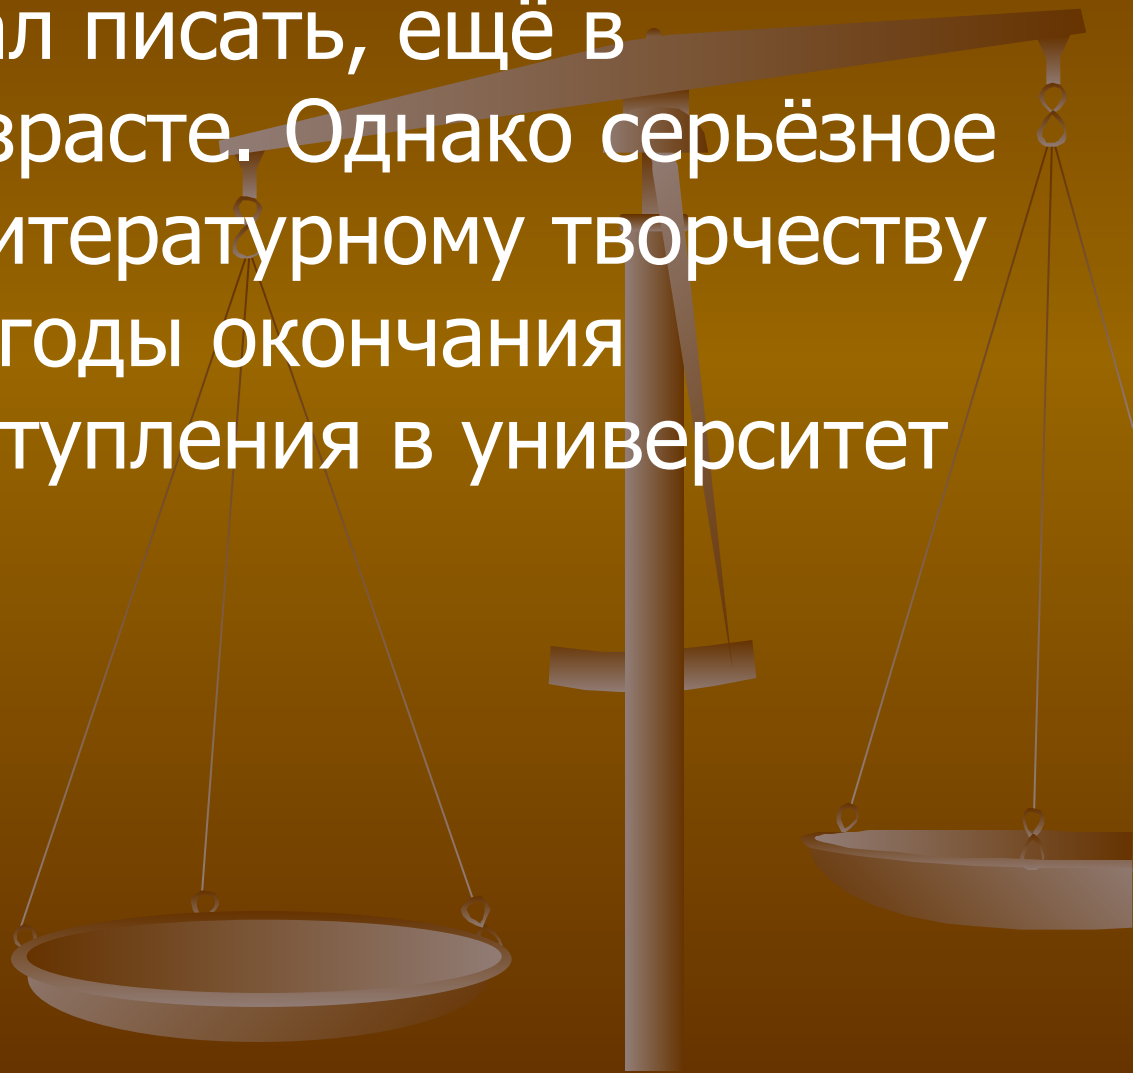 ал писать, ещё в
зрасте. Однако серьёзное
итературному творчеству
годы окончания
тупления в университет